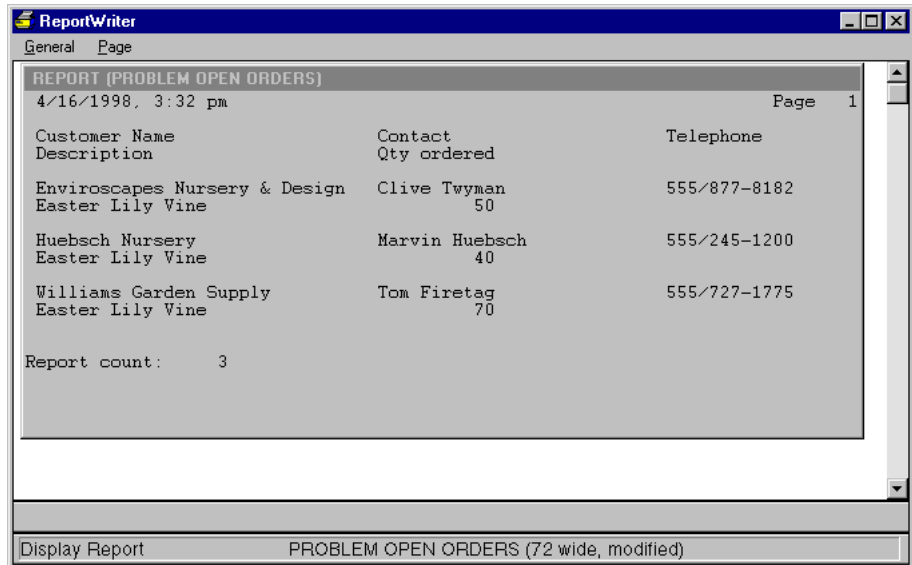 ReportWriter
General Page
REPORT (PROBLEM OPEN ORDERS)
4/16/1998, 3:32 pm Page 1
Customer Name Contact Telephone
Description Qty ordered
Enviroscapes Nursery & Design Clive Twyman 555/877-8182
Easter Lily Vine 50
Huebsch Nursery Marvin Huebsch 555/245-1200
Easter Lily Vine 40
Williams Garden Supply Tom Firetag 555/727-1775
Easter Lily Vine 70
Report count: 3
Display Report PROBLEM OPEN ORDERS (72 wide, modified)